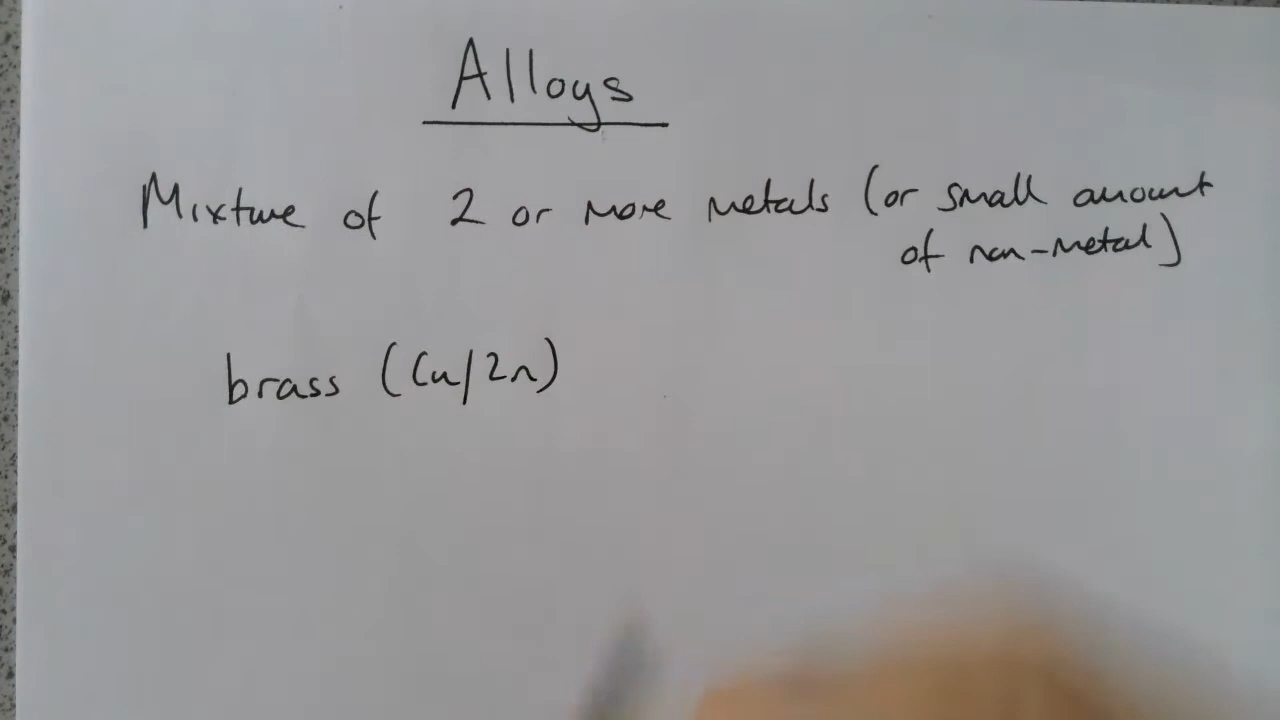 Alloys
Mixture of 2 or more metals (or small amount
of non-metal)
brass (Cu/Zn)